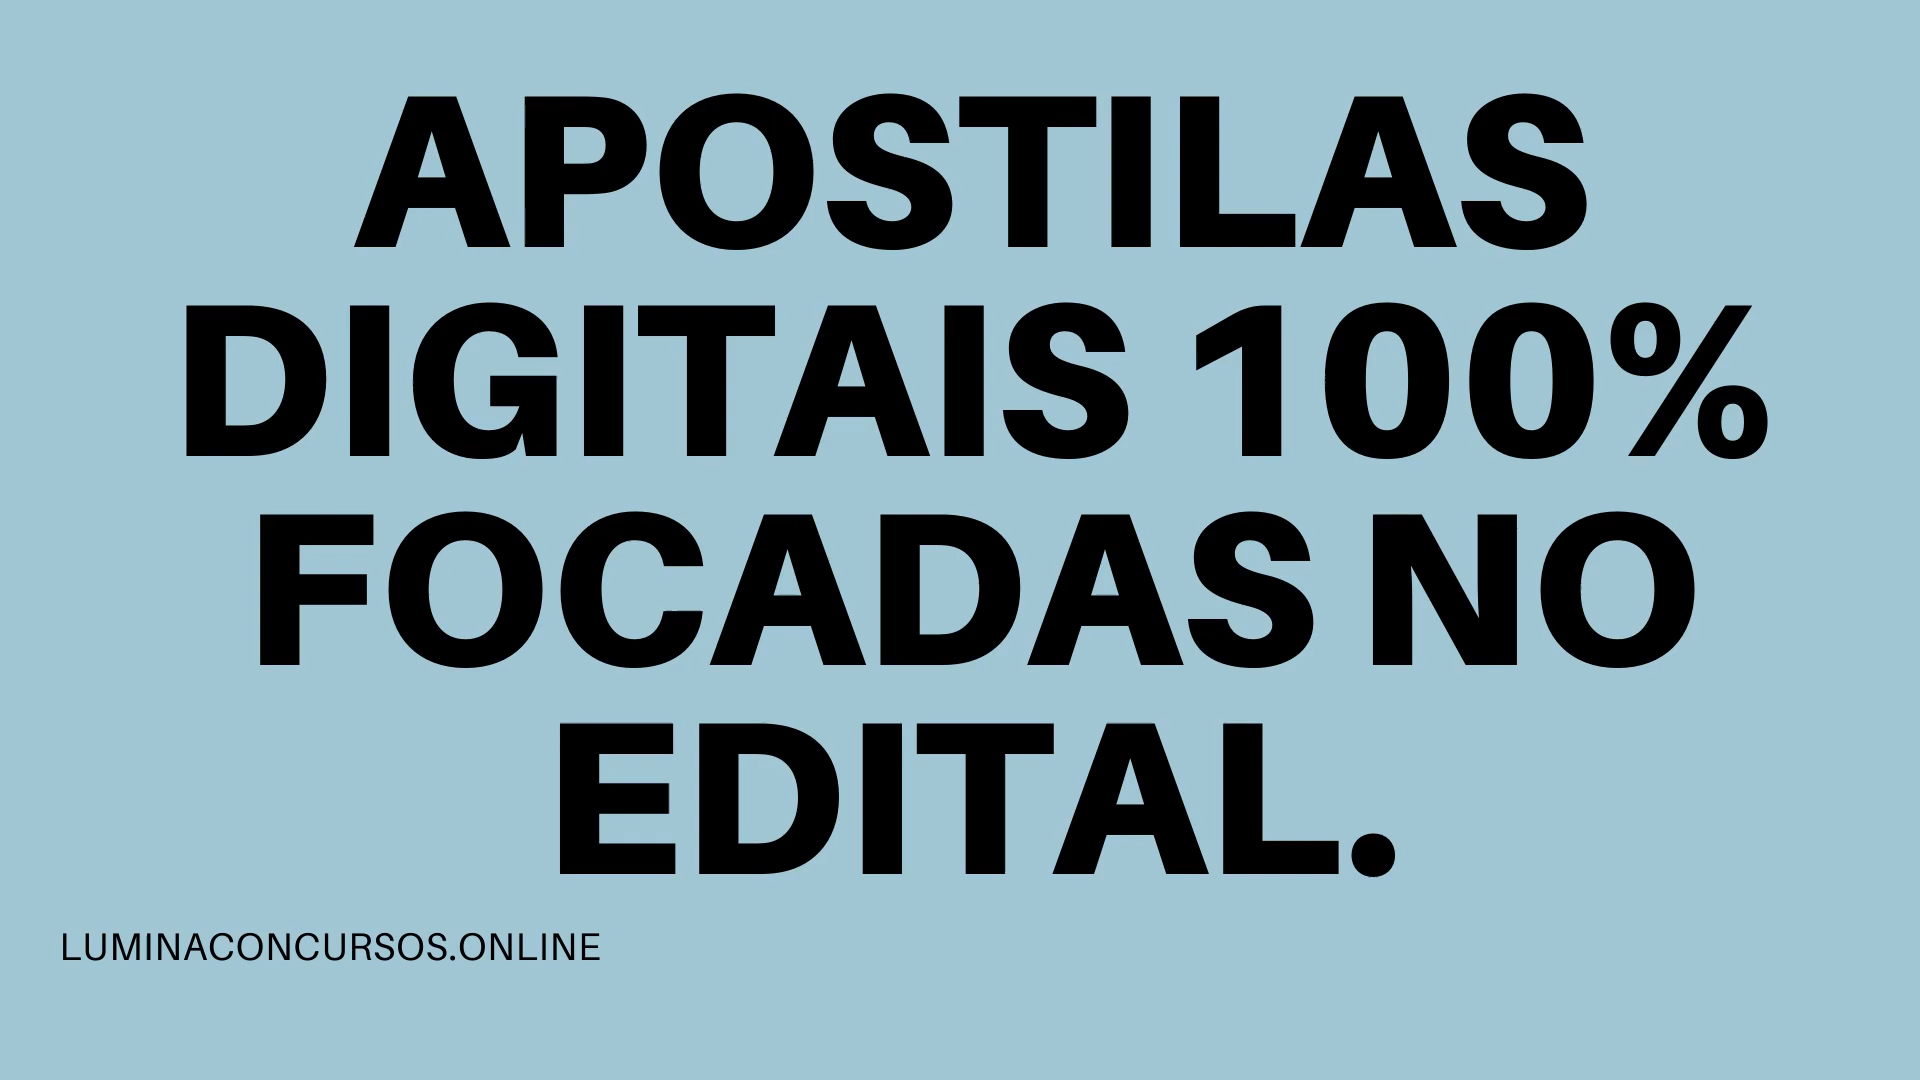 APOSTILAS
DIGITAIS 100%
FOCADAS NO
EDITAL.
LUMINACONCURSOS.ONLINE